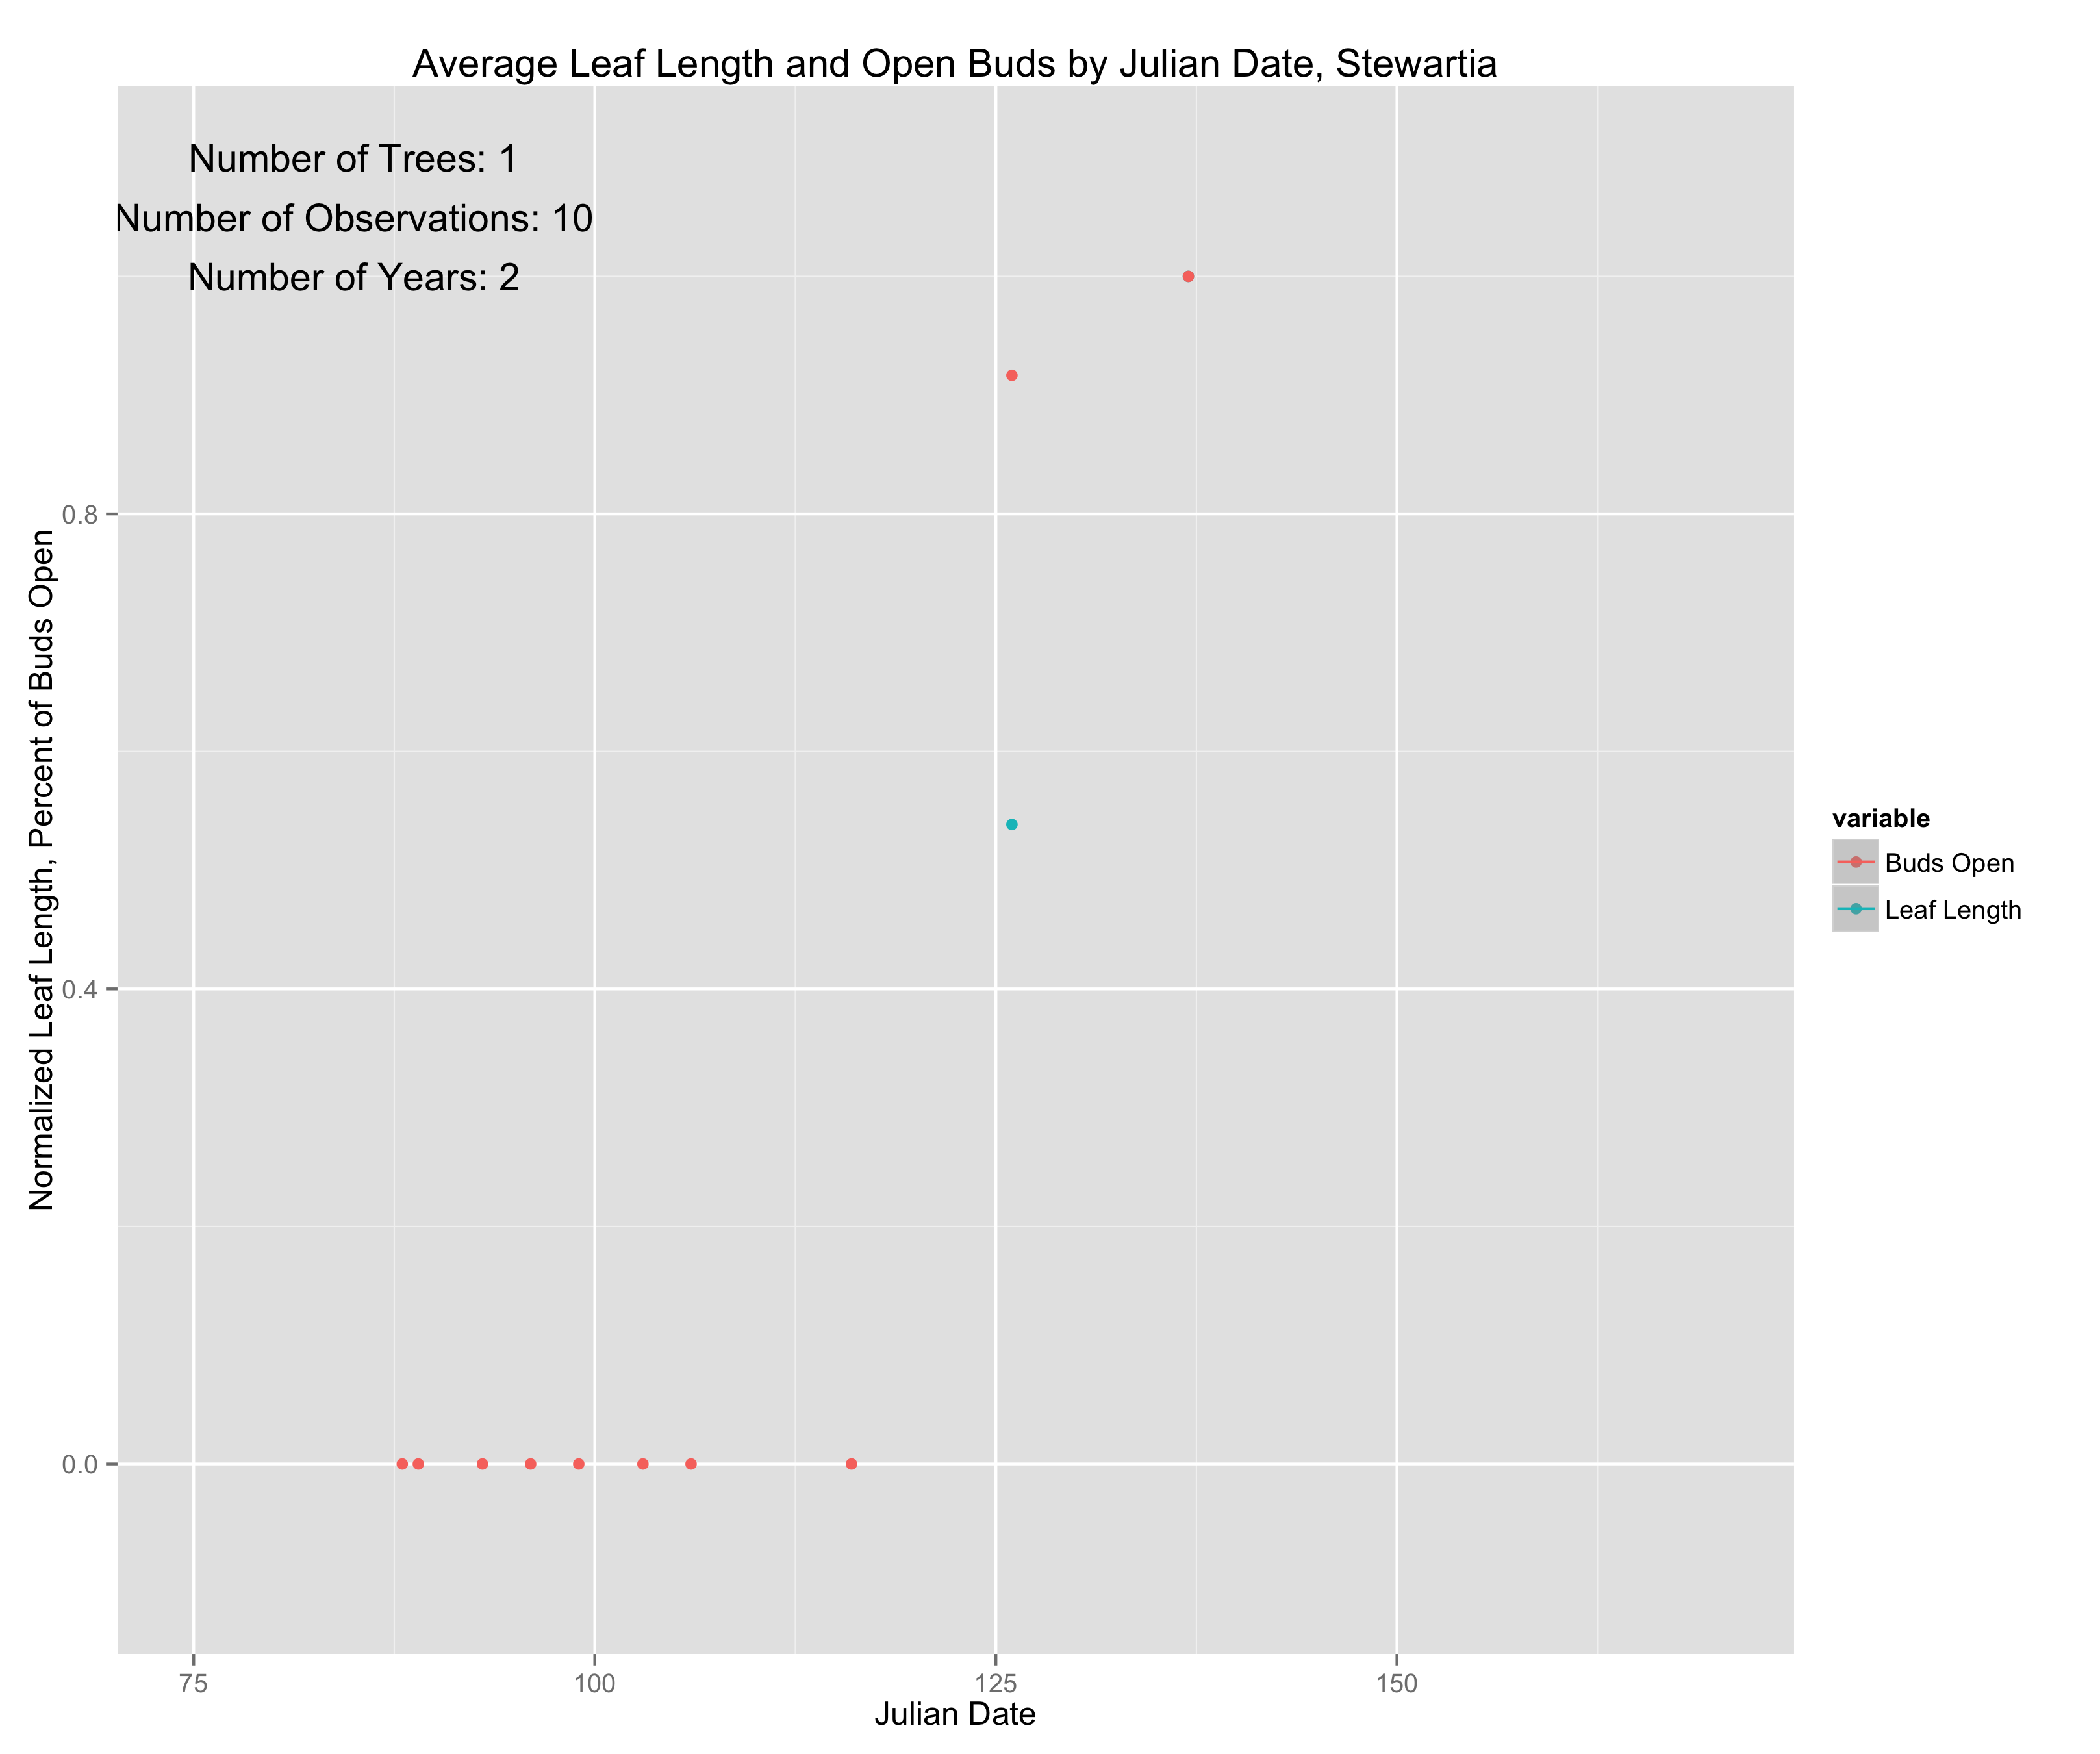 Average Leaf Length and Open Buds by Julian Date, Stewartia
Number of Trees: 1
Number of Observations: 10
Number of Years: 2
Normalized Leaf Length, Percent of Buds Open
0.8
0.4
0.0
75
100
125
150
Julian Date
variable
Buds Open
Leaf Length